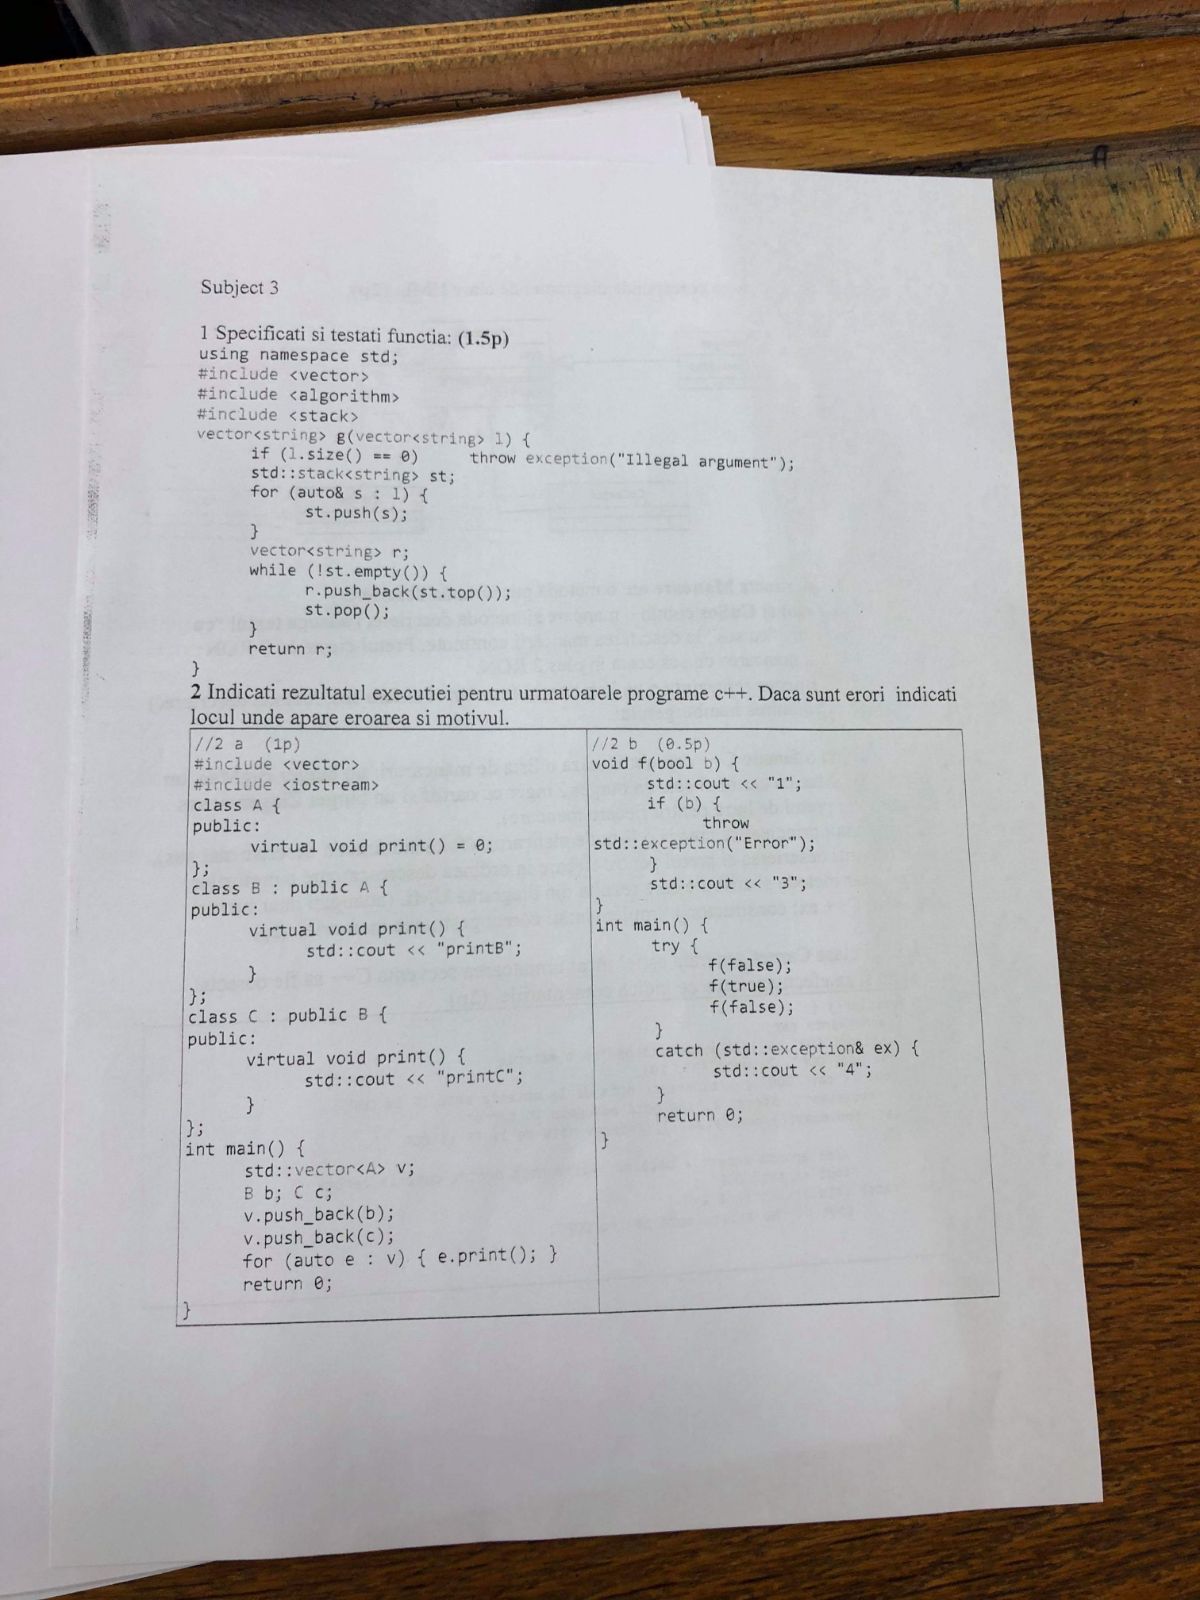 Subject 3
1 Specificati si testati functia: (1.5p)
using namespace std;
#include <vector>
#include <algorithm>
#include <stack>
vector<string> g(vector<string> l) {
if (l.size() == 0) throw exception("Illegal argument");
std::stack<string> st;
for (auto& s : l) {
st.push(s);
}
vector<string> r;
while (!st.empty()) {
r.push_back(st.top());
st.pop();
}
return r;
}
2 Indicati rezultatul executiei pentru urmatoarele programe c++. Daca sunt erori indicati
locul unde apare eroarea si motivul.
//2 a (1p)
#include <vector>
#include <iostream>
class A {
public:
virtual void print() = 0;
};
class B : public A {
public:
virtual void print() {
std::cout << "printB";
}
};
class C : public B {
public:
virtual void print() {
std::cout << "printC";
}
};
int main() {
std::vector<A> v;
B b; C c;
v.push_back(b);
v.push_back(c);
for (auto e : v) { e.print(); }
return 0;
}
//2 b (0.5p)
void f(bool b) {
std::cout << "1";
if (b) {
throw
std::exception("Error");
}
std::cout << "3";
}
int main() {
try {
f(false);
f(true);
f(false);
}
catch (std::exception& ex) {
std::cout << "4";
}
return 0;
}